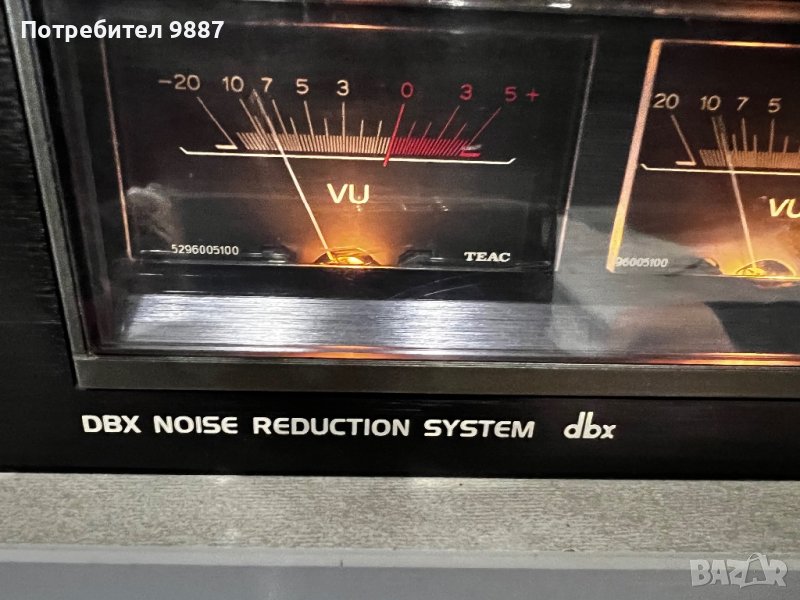 Потребител 9887
-20 10 7 5 3 0 3 5 +
VU
5296005100
TEAC
20 10 7 5
VU
96005100
DBX NOISE REDUCTION SYSTEM dbx
BAZAR